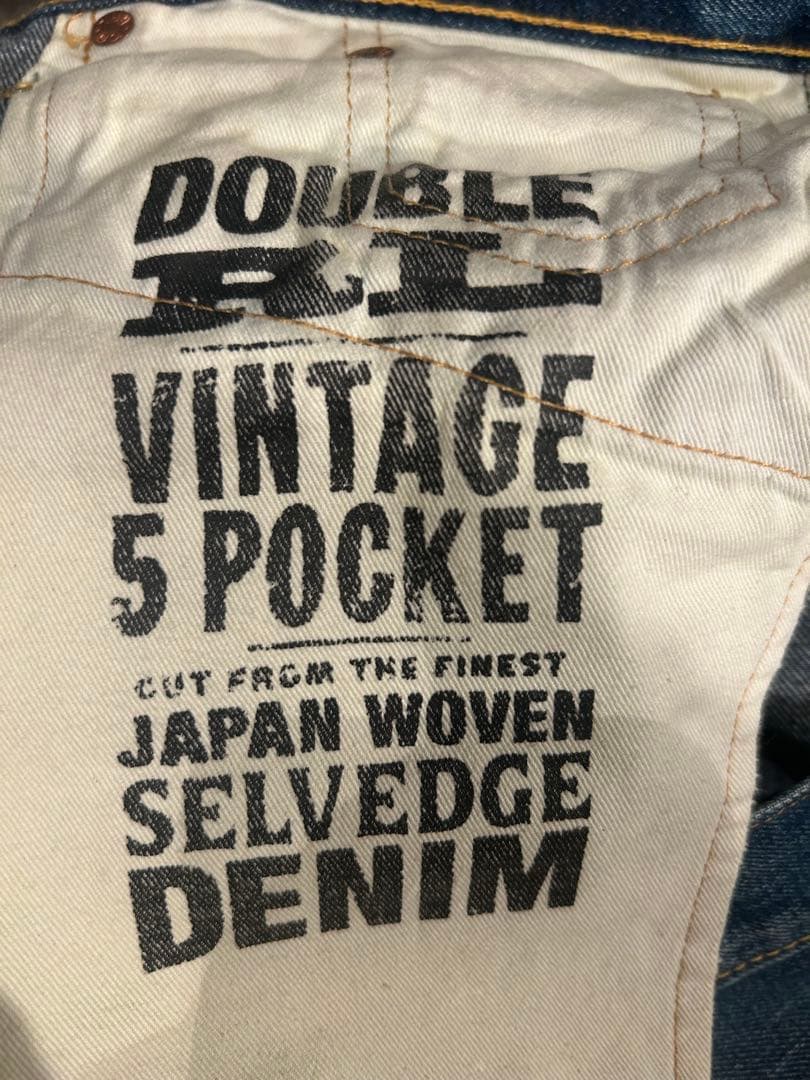 DOUBLE
RL
VINTAGE
5 POCKET
CUT FROM THE FINEST
JAPAN WOVEN
SELVEDGE
DENIM